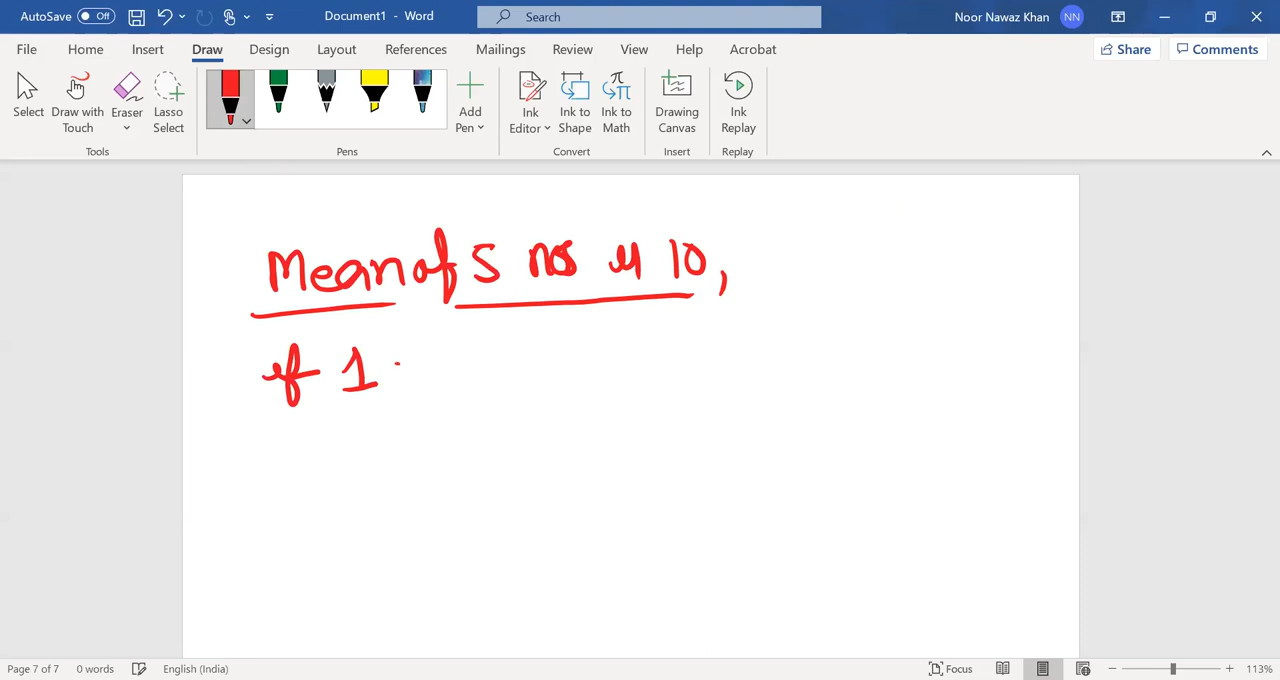 AutoSave Off Document1 - Word Search Noor Nawaz Khan NN
File Home Insert Draw Design Layout References Mailings Review View Help Acrobat Share Comments
Select Draw with Touch Eraser Lasso Select Add Pen Ink Editor Ink to Shape Ink to Math Drawing Canvas Ink Replay
Tools Pens Convert Insert Replay
Mean of 5 nos is 10,
if 1
Page 7 of 7 0 words English (India) Focus 113%